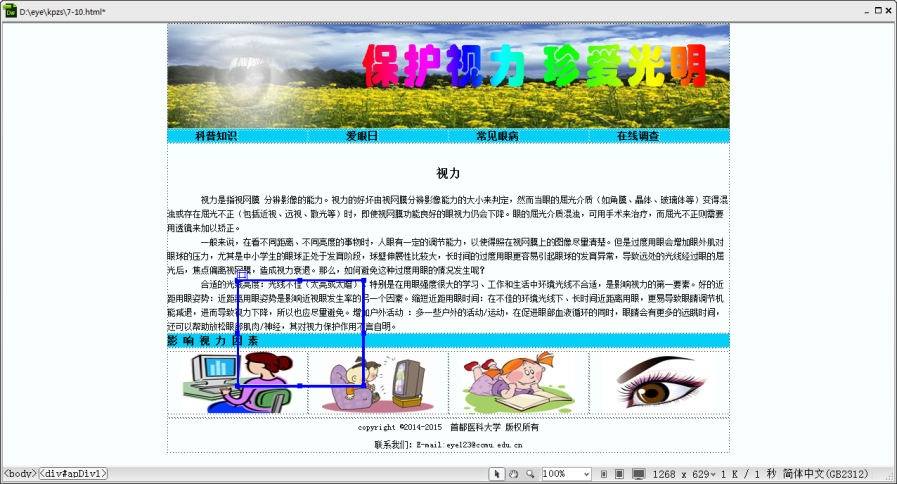 D:\eye\kpzs\7-10.html*
保护视力 珍爱光明
科普知识 爱眼日 常见眼病 在线调查
视力
视力是指视网膜 分辨影像的能力。视力的好坏由视网膜分辨影像能力的大小来判定，然而当眼的屈光介质（如角膜、晶体、玻璃体等）变得混
浊或存在屈光不正（包括近视、远视、散光等）时，即使视网膜功能良好的眼视力仍会下降。眼的屈光介质混浊，可用手术来治疗，而屈光不正则需要
用透镜来加以矫正。
一般来说，在看不同距离、不同亮度的事物时，人眼有一定的调节能力，以使得照在视网膜上的图像尽量清楚。但是过度用眼会增加眼外肌对
眼球的压力，尤其是中小学生的眼球正处于发育阶段，球壁伸展性比较大，长时间的过度用眼更容易引起眼球的发育异常，导致远处的光线经过眼的屈
光后，焦点偏离视网膜，造成视力衰退。那么，如何避免这种过度用眼的情况发生呢？
合适的光线亮度：光线不佳（太亮或太暗），特别是在用眼强度很大的学习、工作和生活中环境光线不合适，是影响视力的第一要素。好的近
距用眼姿势：近距离用眼姿势是影响近视眼发生率的另一个因素。缩短近距用眼时间：在不佳的环境光线下、长时间近距离用眼，更易导致眼睛调节机
能减退，进而导致视力下降，所以也应尽量避免。增加户外活动 ：多一些户外的活动/运动，在促进眼部血液循环的同时，眼睛会有更多的远眺时间，
还可以帮助放松眼部肌肉/神经，其对视力保护作用不言自明。
影 响 视 力 因 素
copyright ©2014-2015 首都医科大学 版权所有
联系我们：E-mail:eye123@ccmu.edu.cn
<body> <div#apDiv1> 100% 1268 x 629 1 K / 1 秒 简体中文(GB2312)